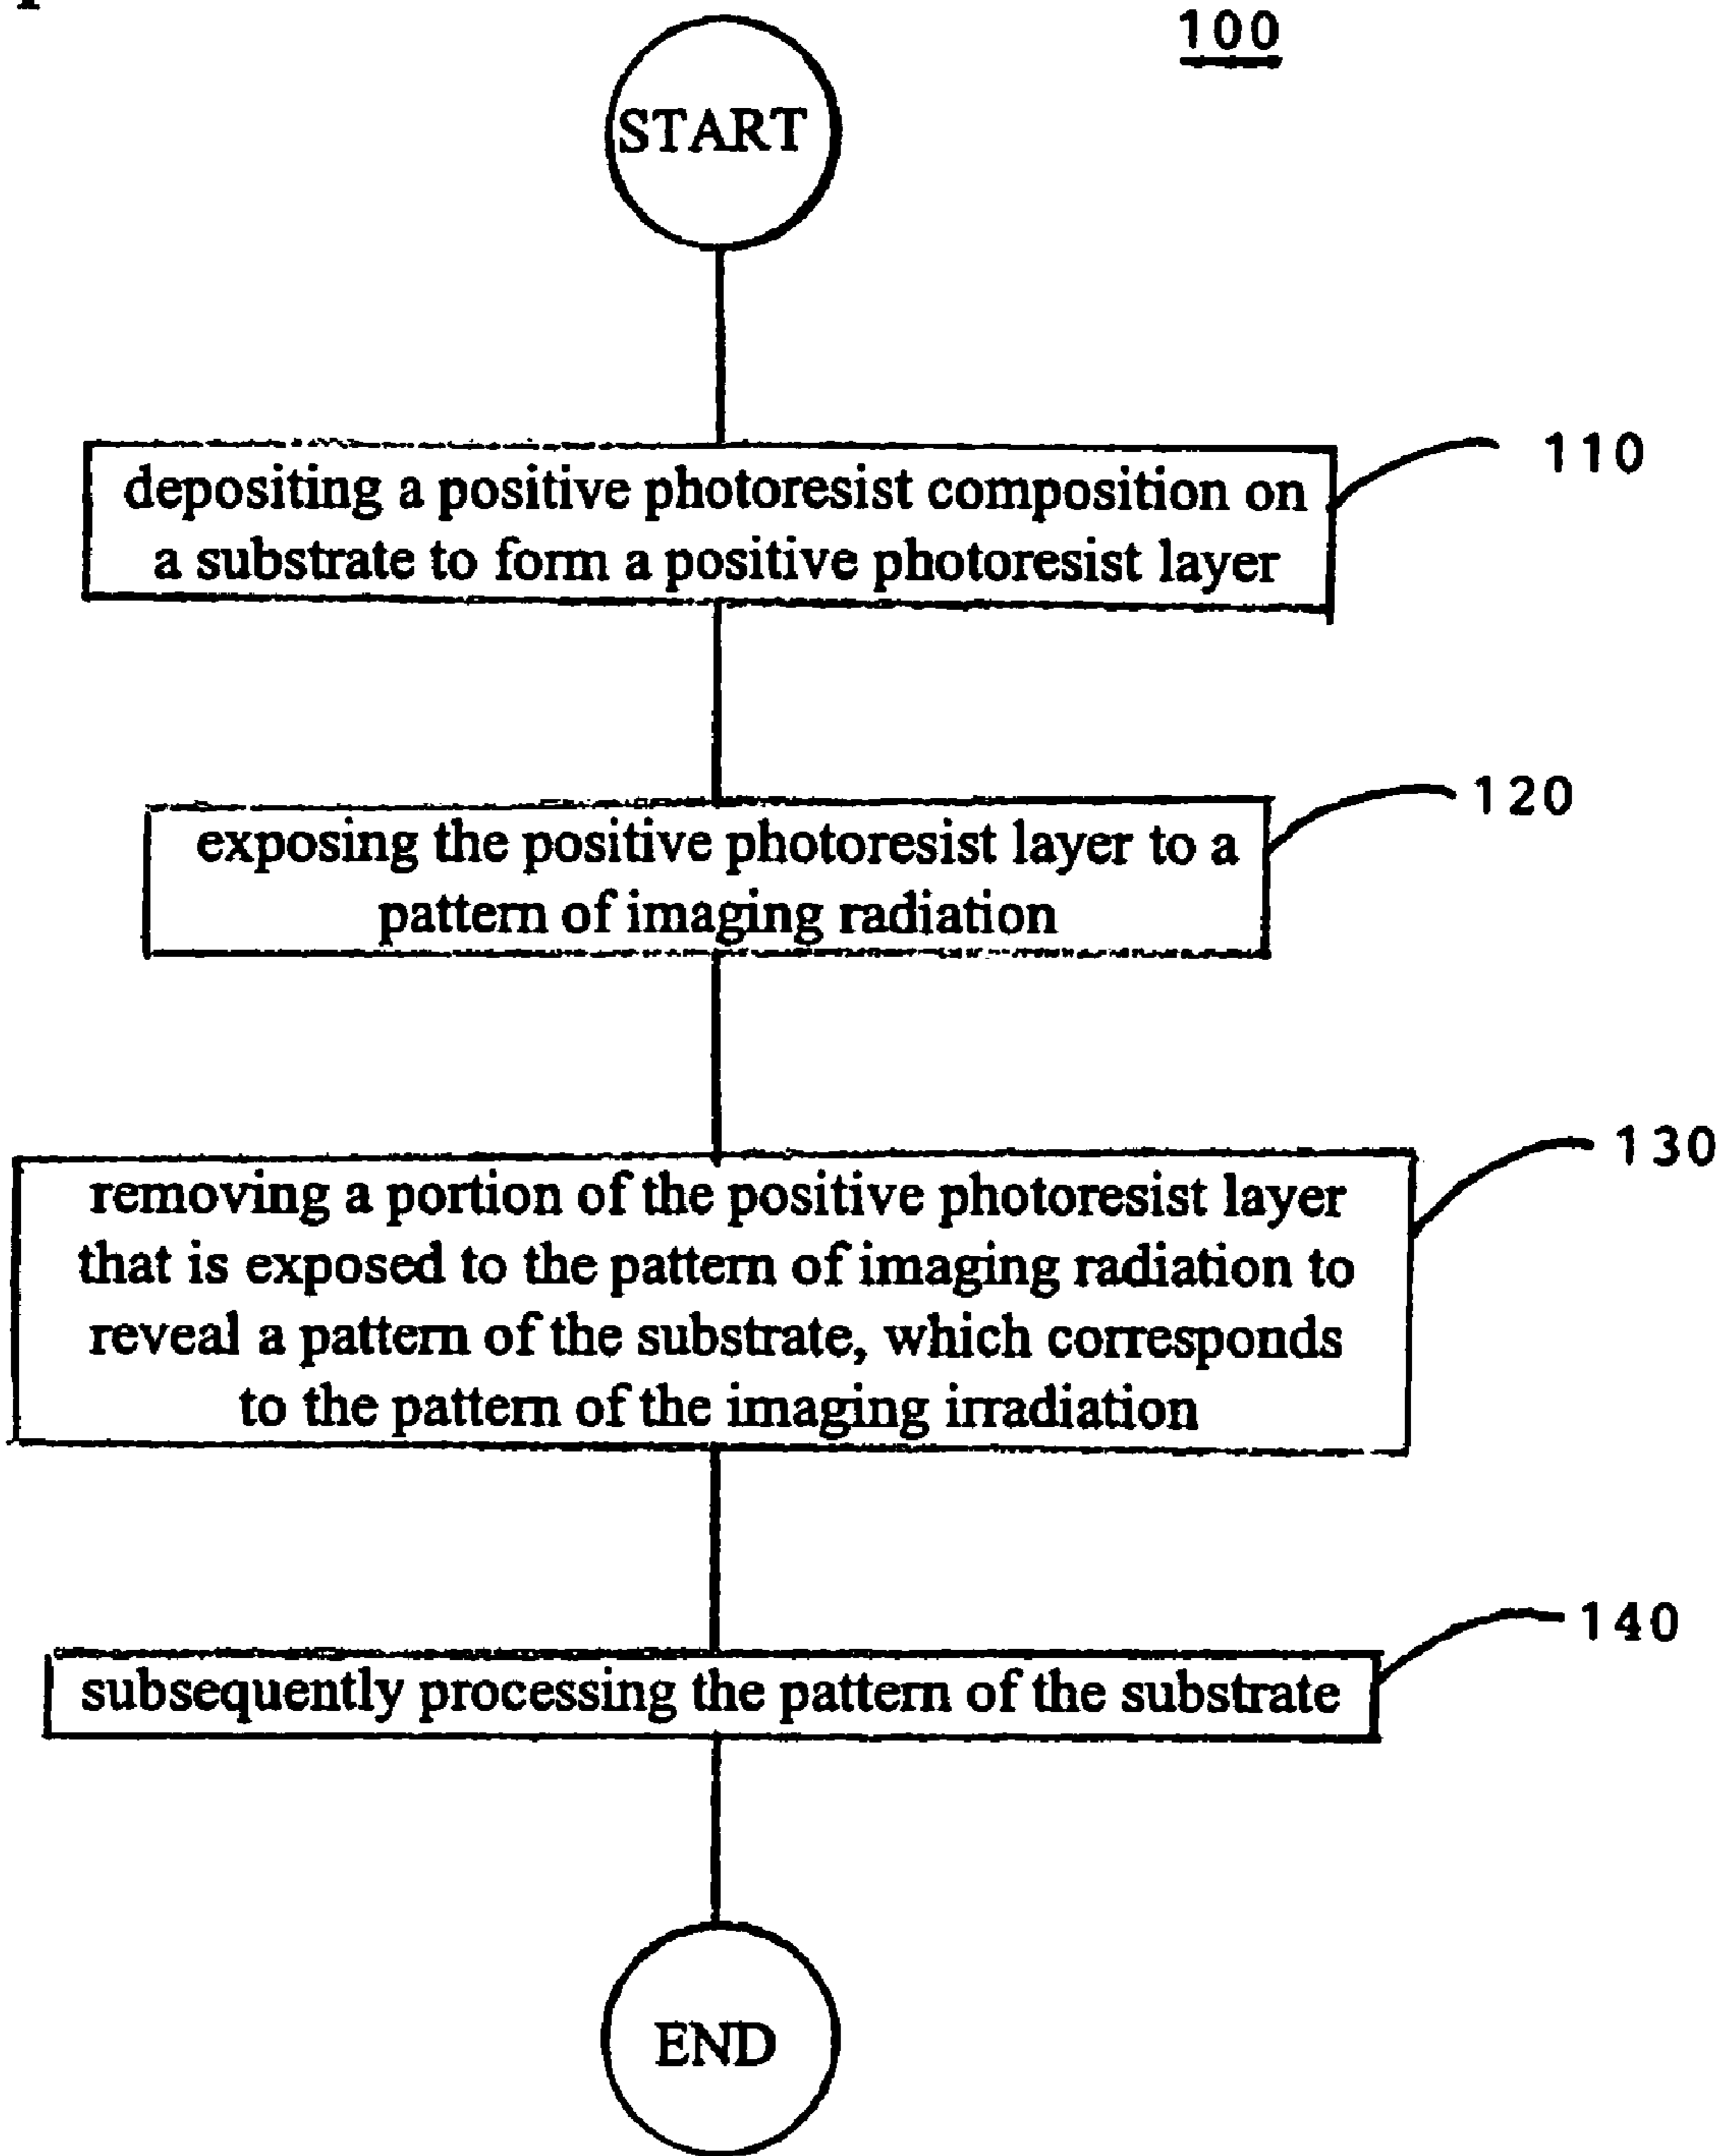 100
START
110
depositing a positive photoresist composition on
a substrate to form a positive photoresist layer
120
exposing the positive photoresist layer to a
pattern of imaging radiation
130
removing a portion of the positive photoresist layer
that is exposed to the pattern of imaging radiation to
reveal a pattern of the substrate, which corresponds
to the pattern of the imaging irradiation
140
subsequently processing the pattern of the substrate
END